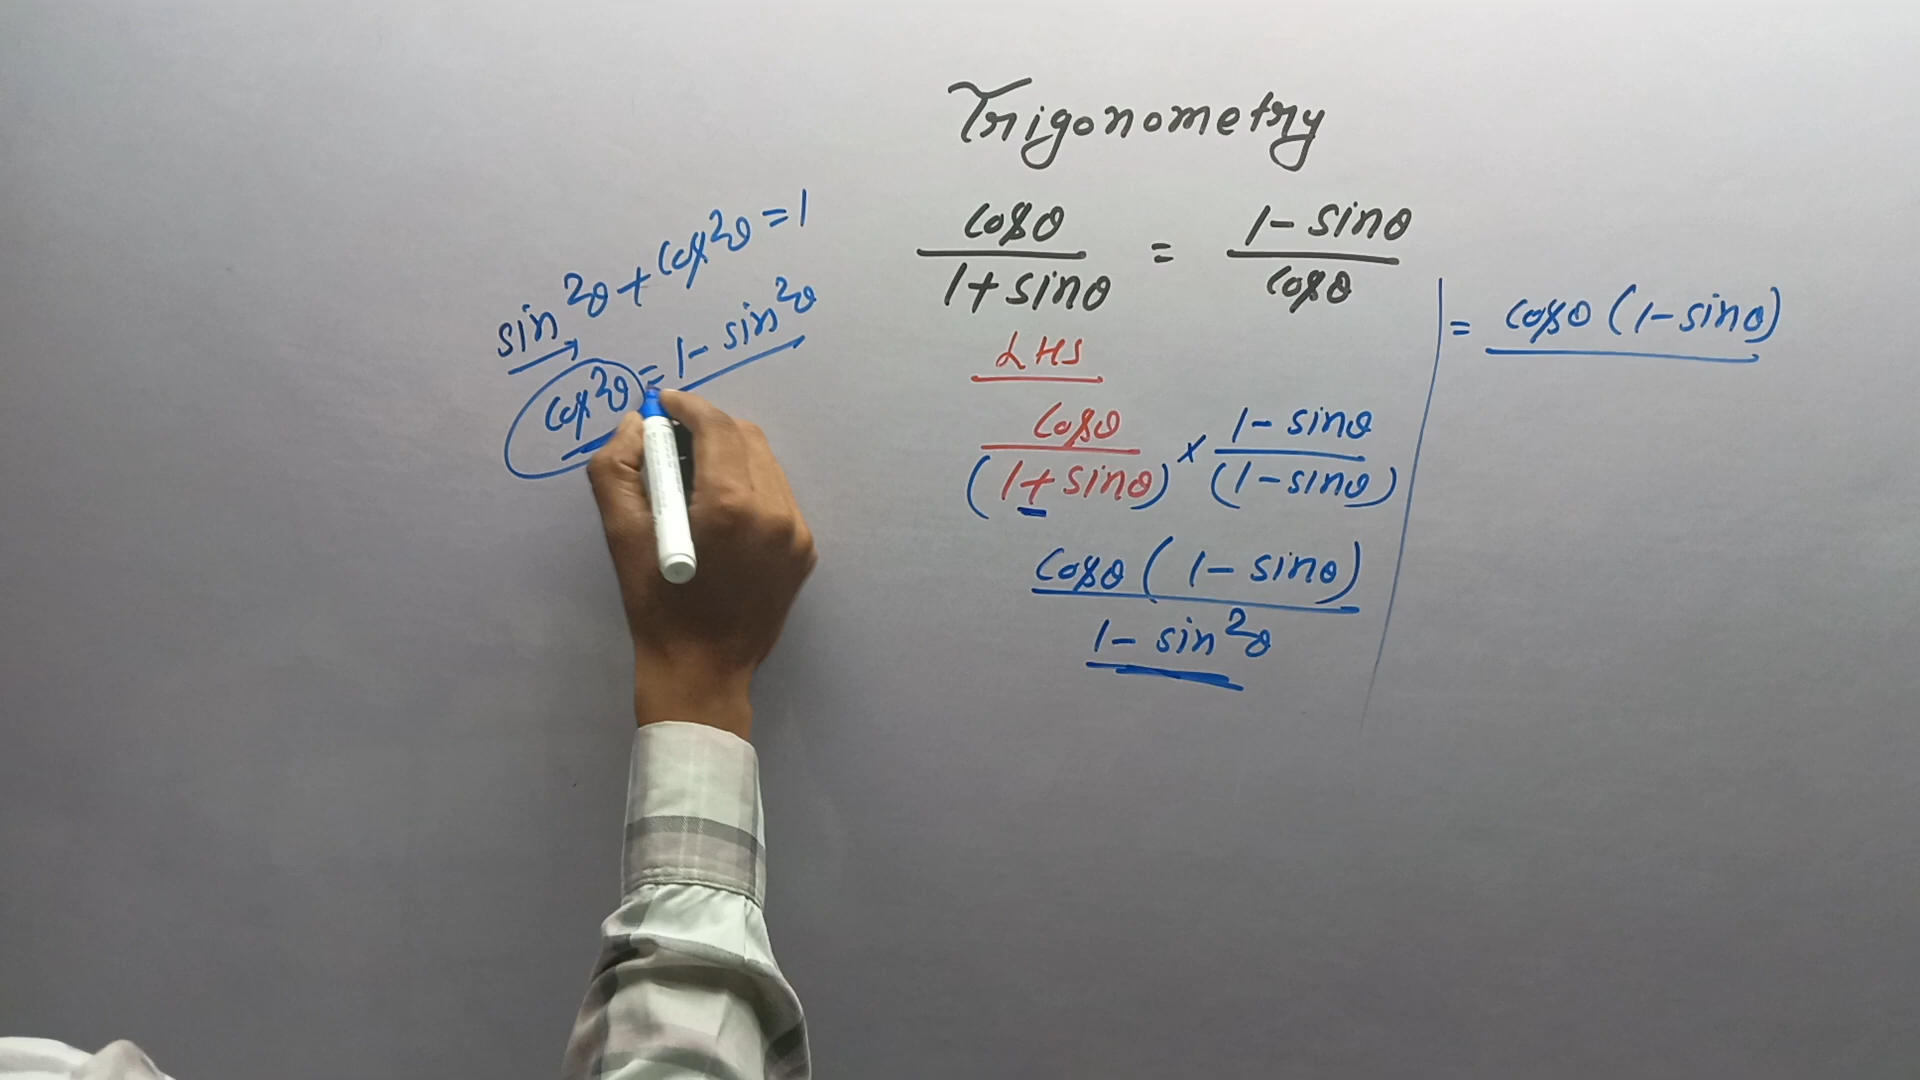 Trigonometry
cosθ / 1+sinθ = 1-sinθ / cosθ
sin²θ + cos²θ = 1
cos²θ = 1 - sin²θ
LHS
cosθ / (1+sinθ) × 1-sinθ / (1-sinθ)
cosθ (1-sinθ) / 1-sin²θ
= cosθ (1-sinθ)